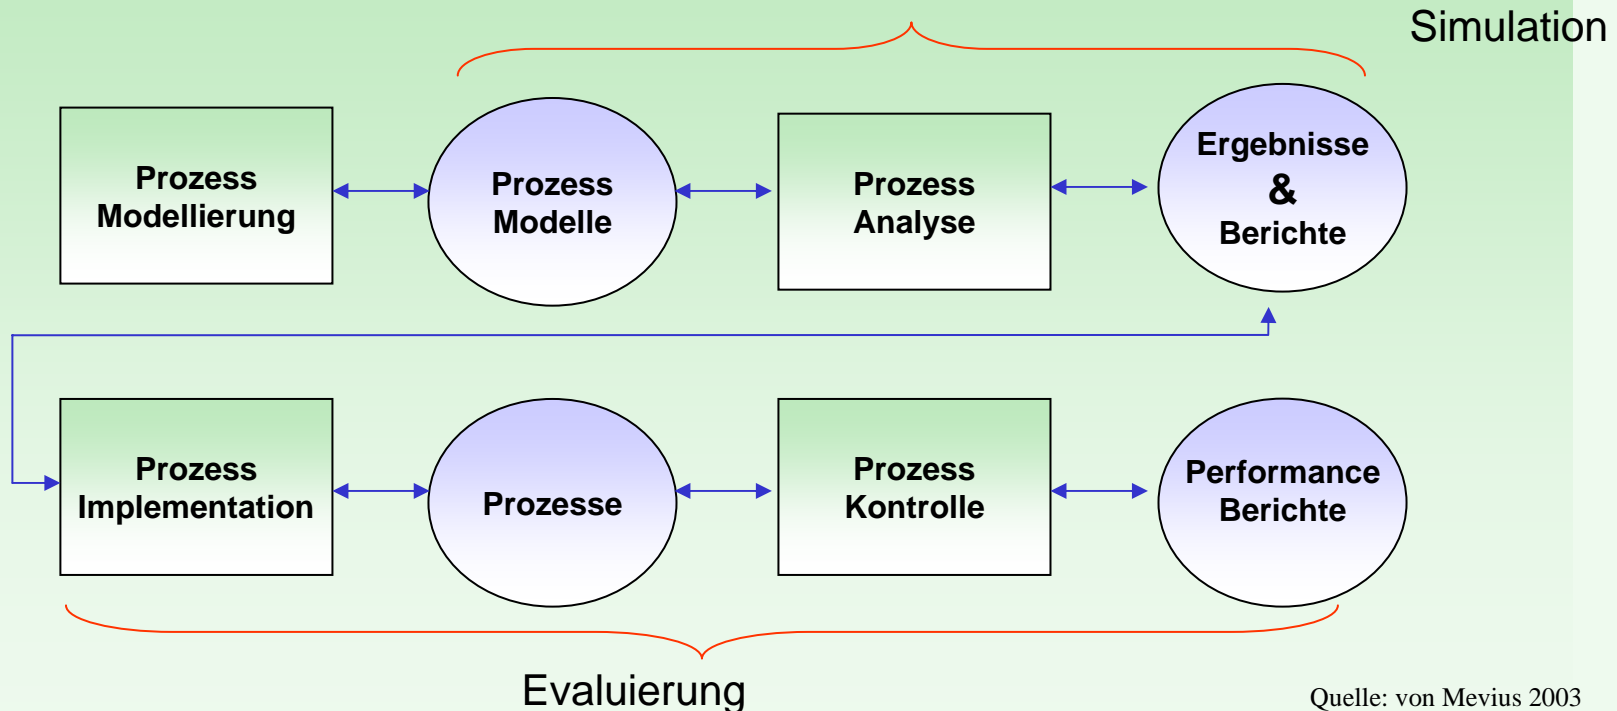 Simulation
Prozess
Modellierung
Prozess
Modelle
Prozess
Analyse
Ergebnisse
&
Berichte
Prozess
Implementation
Prozesse
Prozess
Kontrolle
Performance
Berichte
Evaluierung
Quelle: von Mevius 2003